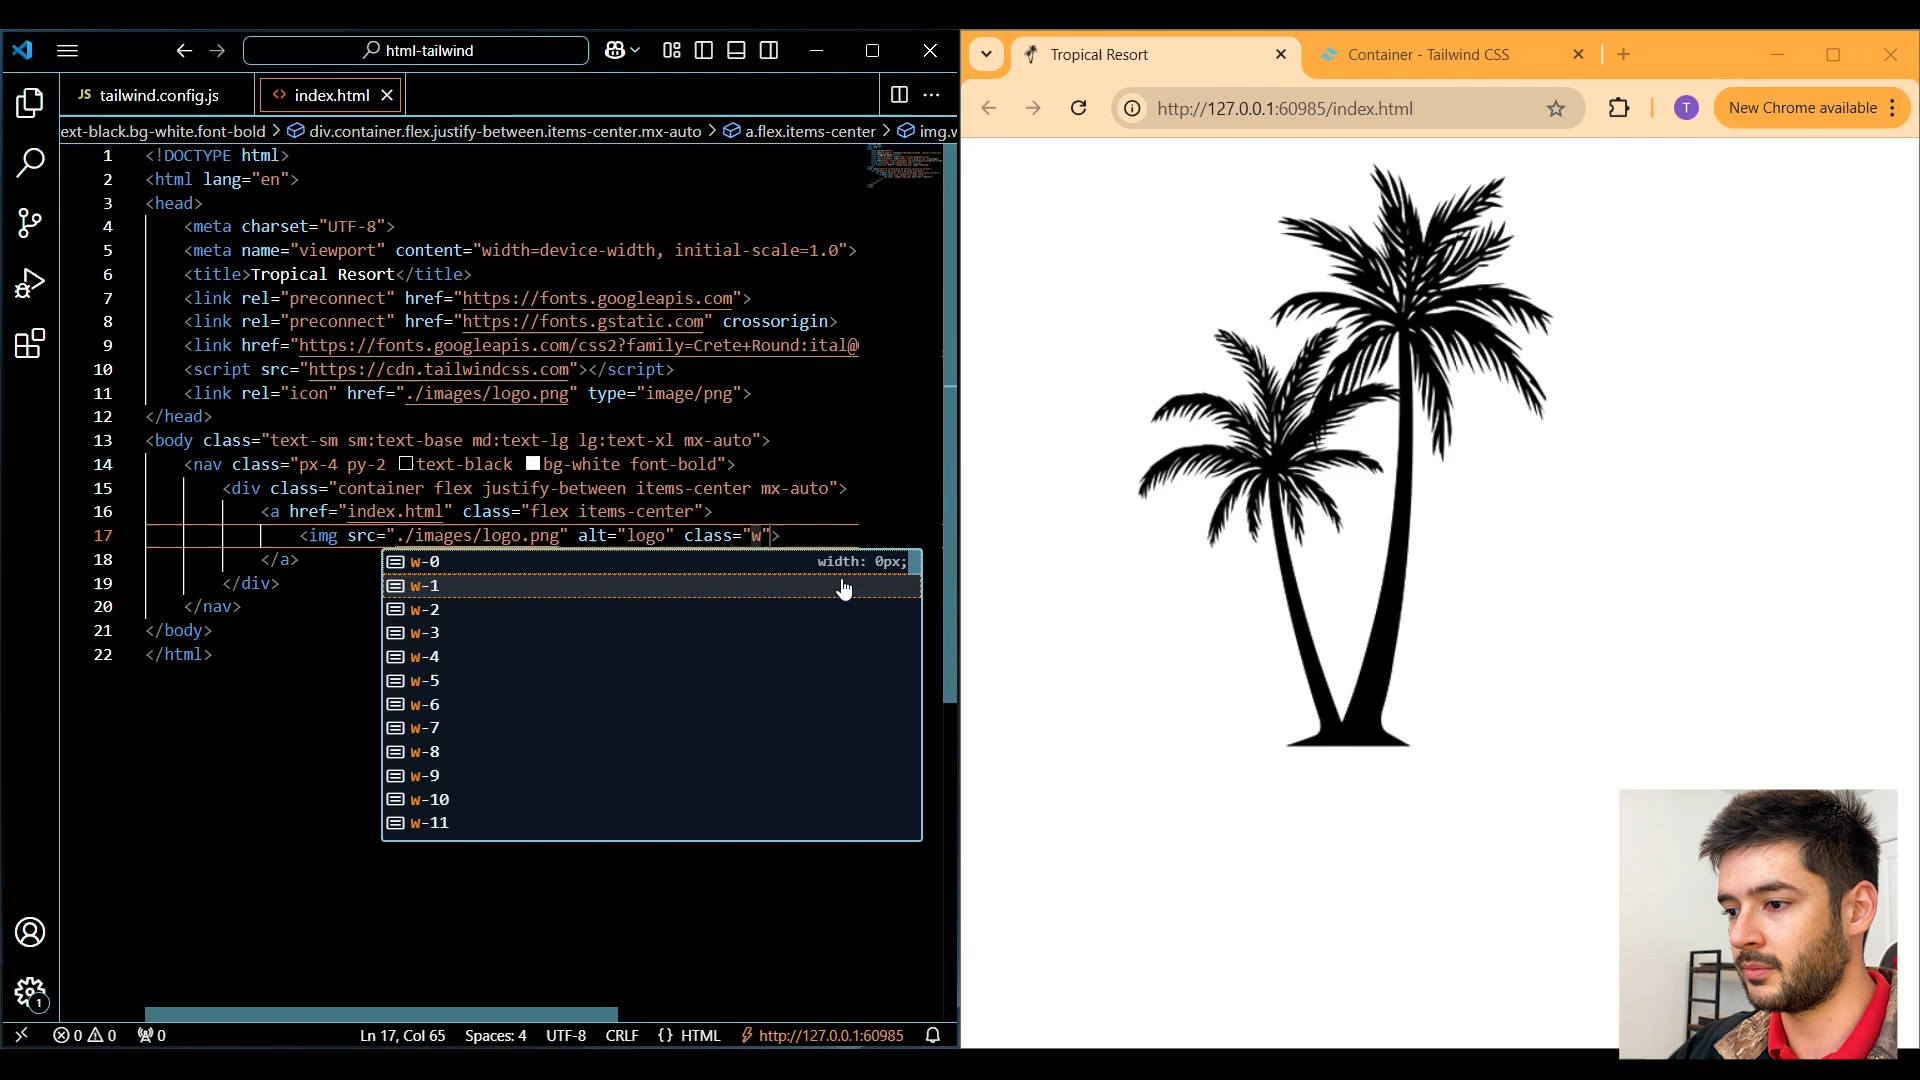 html-tailwind
JS tailwind.config.js
<> index.html
ext-black.bg-white.font-bold > div.container.flex.justify-between.items-center.mx-auto > a.flex.items-center > img.w
1 <!DOCTYPE html>
2 <html lang="en">
3 <head>
4 <meta charset="UTF-8">
5 <meta name="viewport" content="width=device-width, initial-scale=1.0">
6 <title>Tropical Resort</title>
7 <link rel="preconnect" href="https://fonts.googleapis.com">
8 <link rel="preconnect" href="https://fonts.gstatic.com" crossorigin>
9 <link href="https://fonts.googleapis.com/css2?family=Crete+Round:ital@
10 <script src="https://cdn.tailwindcss.com"></script>
11 <link rel="icon" href="./images/logo.png" type="image/png">
12 </head>
13 <body class="text-sm sm:text-base md:text-lg lg:text-xl mx-auto">
14 <nav class="px-4 py-2 text-black bg-white font-bold">
15 <div class="container flex justify-between items-center mx-auto">
16 <a href="index.html" class="flex items-center">
17 <img src="./images/logo.png" alt="logo" class="w">
18 </a>
19 </div>
20 </nav>
21 </body>
22 </html>
w-0 width: 0px;
w-1
w-2
w-3
w-4
w-5
w-6
w-7
w-8
w-9
w-10
w-11
1
0 0 0 Ln 17, Col 65 Spaces: 4 UTF-8 CRLF {} HTML http://127.0.0.1:60985
Tropical Resort
Container - Tailwind CSS
http://127.0.0.1:60985/index.html
T
New Chrome available